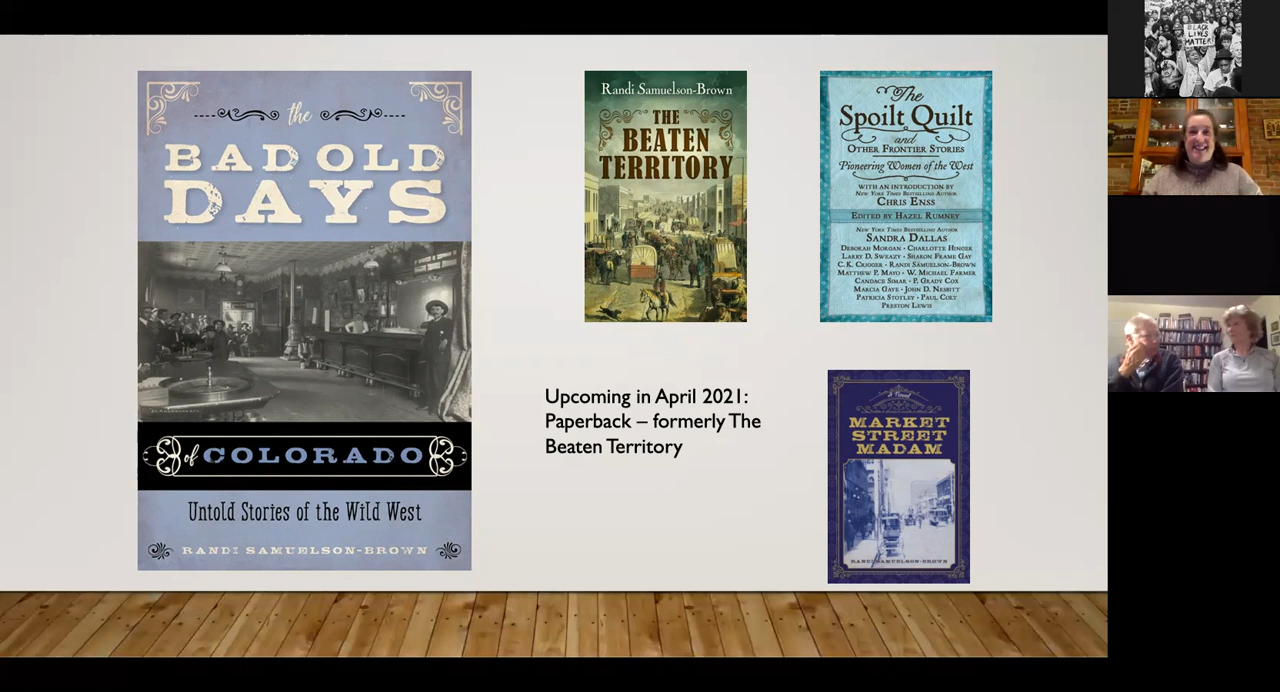 the
BAD OLD
DAYS
of COLORADO
Untold Stories of the Wild West
RANDI SAMUELSON-BROWN
Randi Samuelson-Brown
THE
BEATEN
TERRITORY
The
Spoilt Quilt
and
OTHER FRONTIER STORIES
Pioneering Women of the West
WITH AN INTRODUCTION BY
NEW YORK TIMES BESTSELLING AUTHOR
CHRIS ENSS
EDITED BY HAZEL RUMNEY
NEW YORK TIMES BESTSELLING AUTHOR
SANDRA DALLAS
DEBORAH MORGAN • CHARLOTTE HINGER
LARRY D. SWEAZY • SHARON FRAME GAY
C.K. CRIGGER • RANDI SAMUELSON-BROWN
MATTHEW P. MAYO • W. MICHAEL FARMER
CANDACE SIMAR • P. GRADY COX
MARCIA GAYE • JOHN D. NESBITT
PATRICIA STOTLEY • PAUL COLT
PRESTON LEWIS
Upcoming in April 2021:
Paperback – formerly The
Beaten Territory
A Novel
MARKET
STREET
MADAM
RANDI SAMUELSON-BROWN
BLACK
LIVES
MATTER